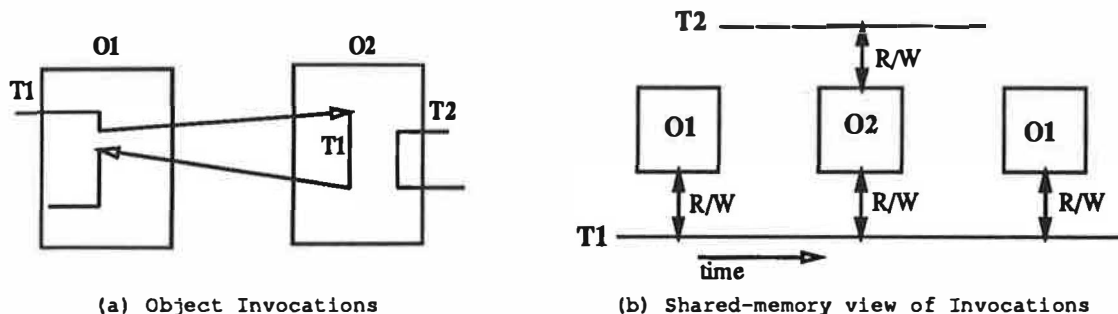 O1
O2
T1
T1
T2
(a) Object Invocations
T2
R/W
O1
O2
O1
R/W
R/W
R/W
T1
time
(b) Shared-memory view of Invocations